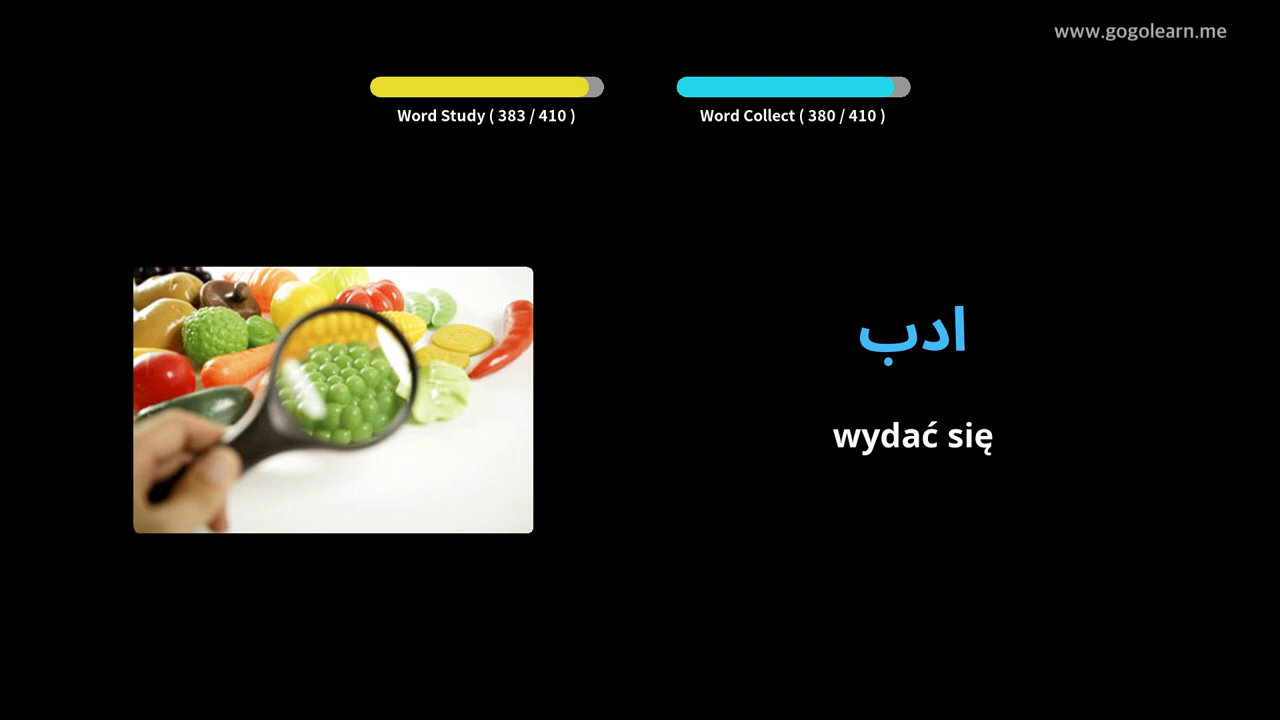 www.gogolearn.me
Word Study ( 383 / 410 )
Word Collect ( 380 / 410 )
ادب
wydać się